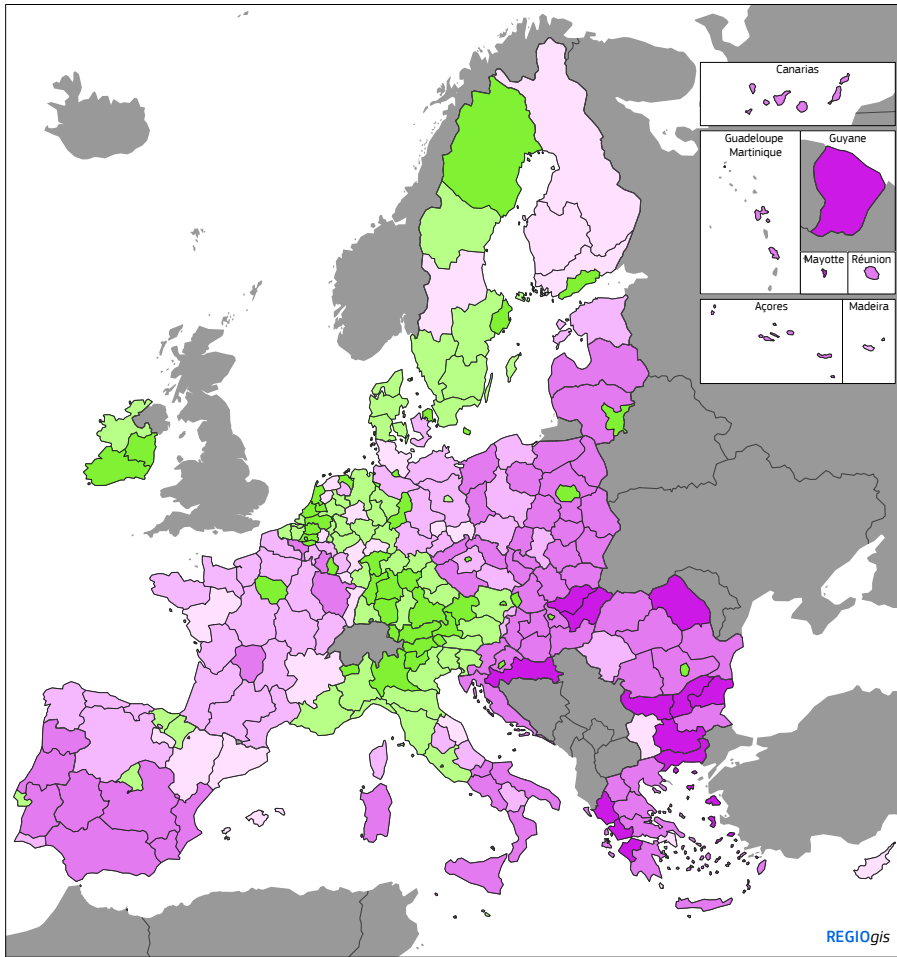 Canarias
Guadeloupe
Martinique
Guyane
Mayotte
Réunion
Açores
Madeira
REGIOgis